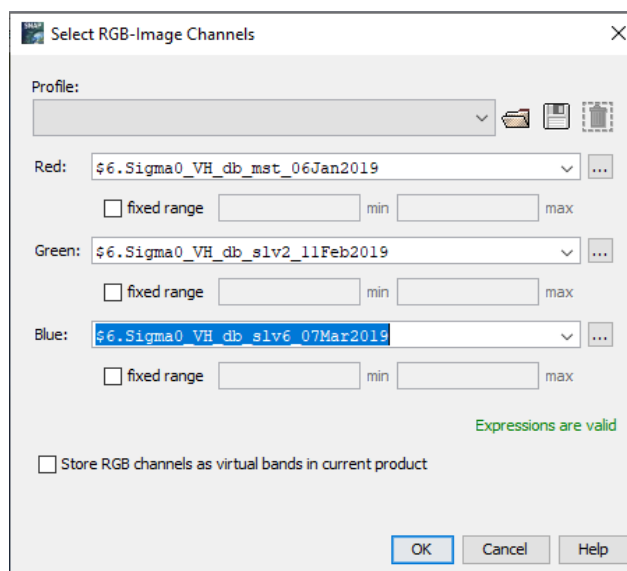 SNAP
Select RGB-Image Channels
Profile:
Red: $6.Sigma0_VH_db_mst_06Jan2019 ...
fixed range min max
Green: $6.Sigma0_VH_db_slv2_11Feb2019 ...
fixed range min max
Blue: $6.Sigma0_VH_db_slv6_07Mar2019 ...
fixed range min max
Expressions are valid
Store RGB channels as virtual bands in current product
OK Cancel Help